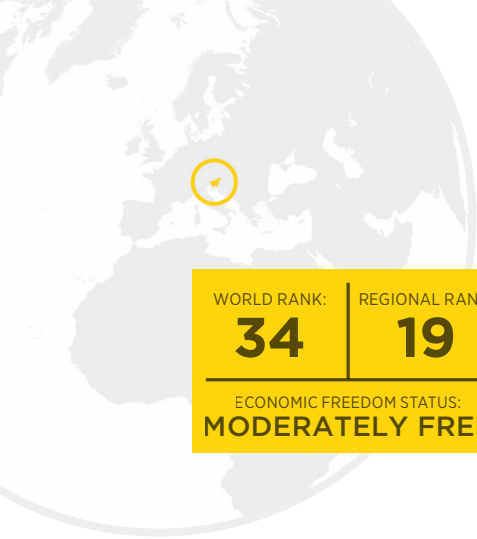 WORLD RANK:
34
REGIONAL RAN
19
ECONOMIC FREEDOM STATUS:
MODERATELY FRE